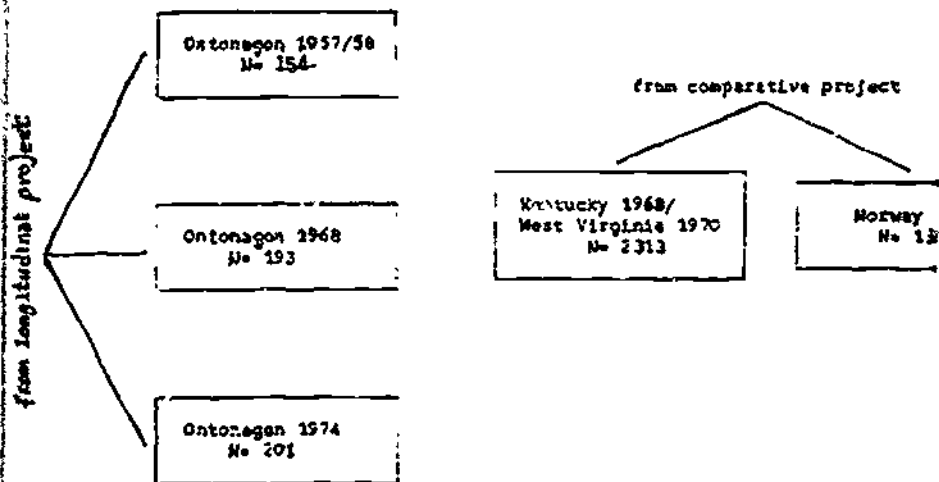 from longitudinal project
Ontonagon 1957/58
N= 154
Ontonagon 1968
N= 193
Ontonagon 1974
N= 201
from comparative project
Kentucky 1968/
West Virginia 1970
N= 2313
Norway
N=